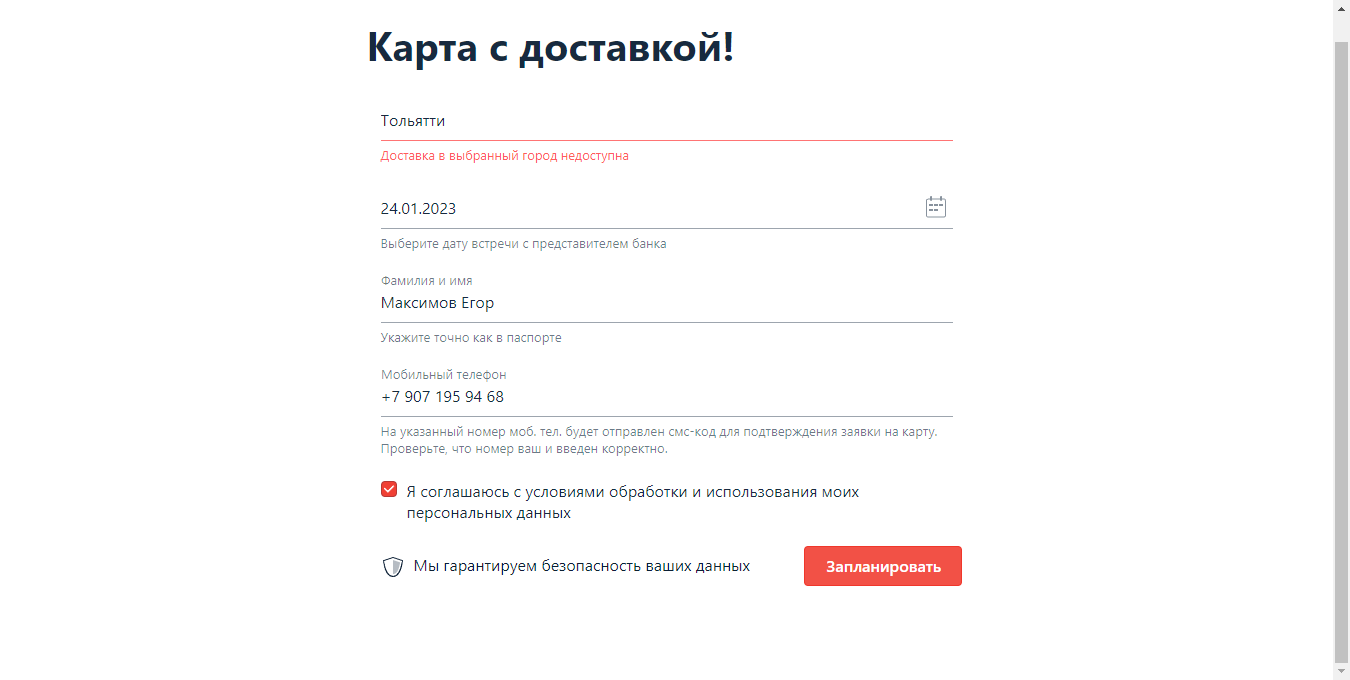 Карта с доставкой!
Тольятти
Доставка в выбранный город недоступна
24.01.2023
Выберите дату встречи с представителем банка
Фамилия и имя
Максимов Егор
Укажите точно как в паспорте
Мобильный телефон
+7 907 195 94 68
На указанный номер моб. тел. будет отправлен смс-код для подтверждения заявки на карту.
Проверьте, что номер ваш и введен корректно.
Я соглашаюсь с условиями обработки и использования моих
персональных данных
Мы гарантируем безопасность ваших данных
Запланировать